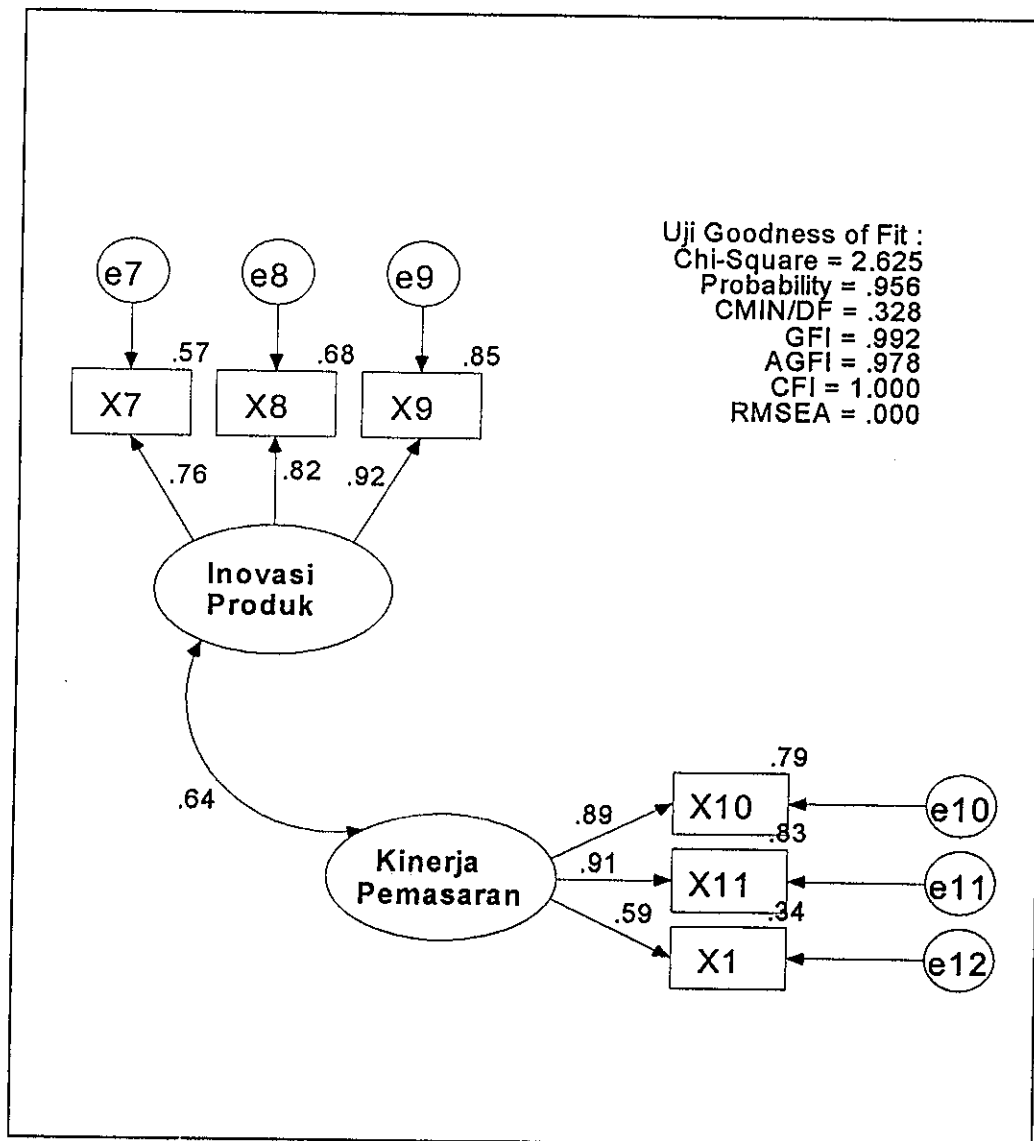 Uji Goodness of Fit :
Chi-Square = 2.625
Probability = .956
CMIN/DF = .328
GFI = .992
AGFI = .978
CFI = 1.000
RMSEA = .000
e7
e8
e9
.57
.68
.85
X7
X8
X9
.76
.82
.92
Inovasi
Produk
.64
Kinerja
Pemasaran
.89
.91
.59
.79
X10
e10
.83
X11
e11
.34
X1
e12